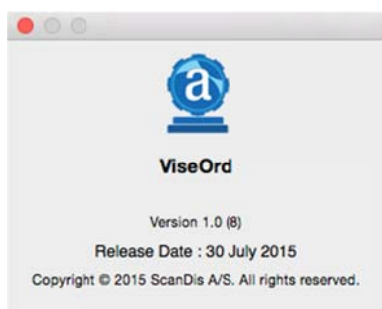 a
ViseOrd
Version 1.0 (8)
Release Date : 30 July 2015
Copyright © 2015 ScanDis A/S. All rights reserved.